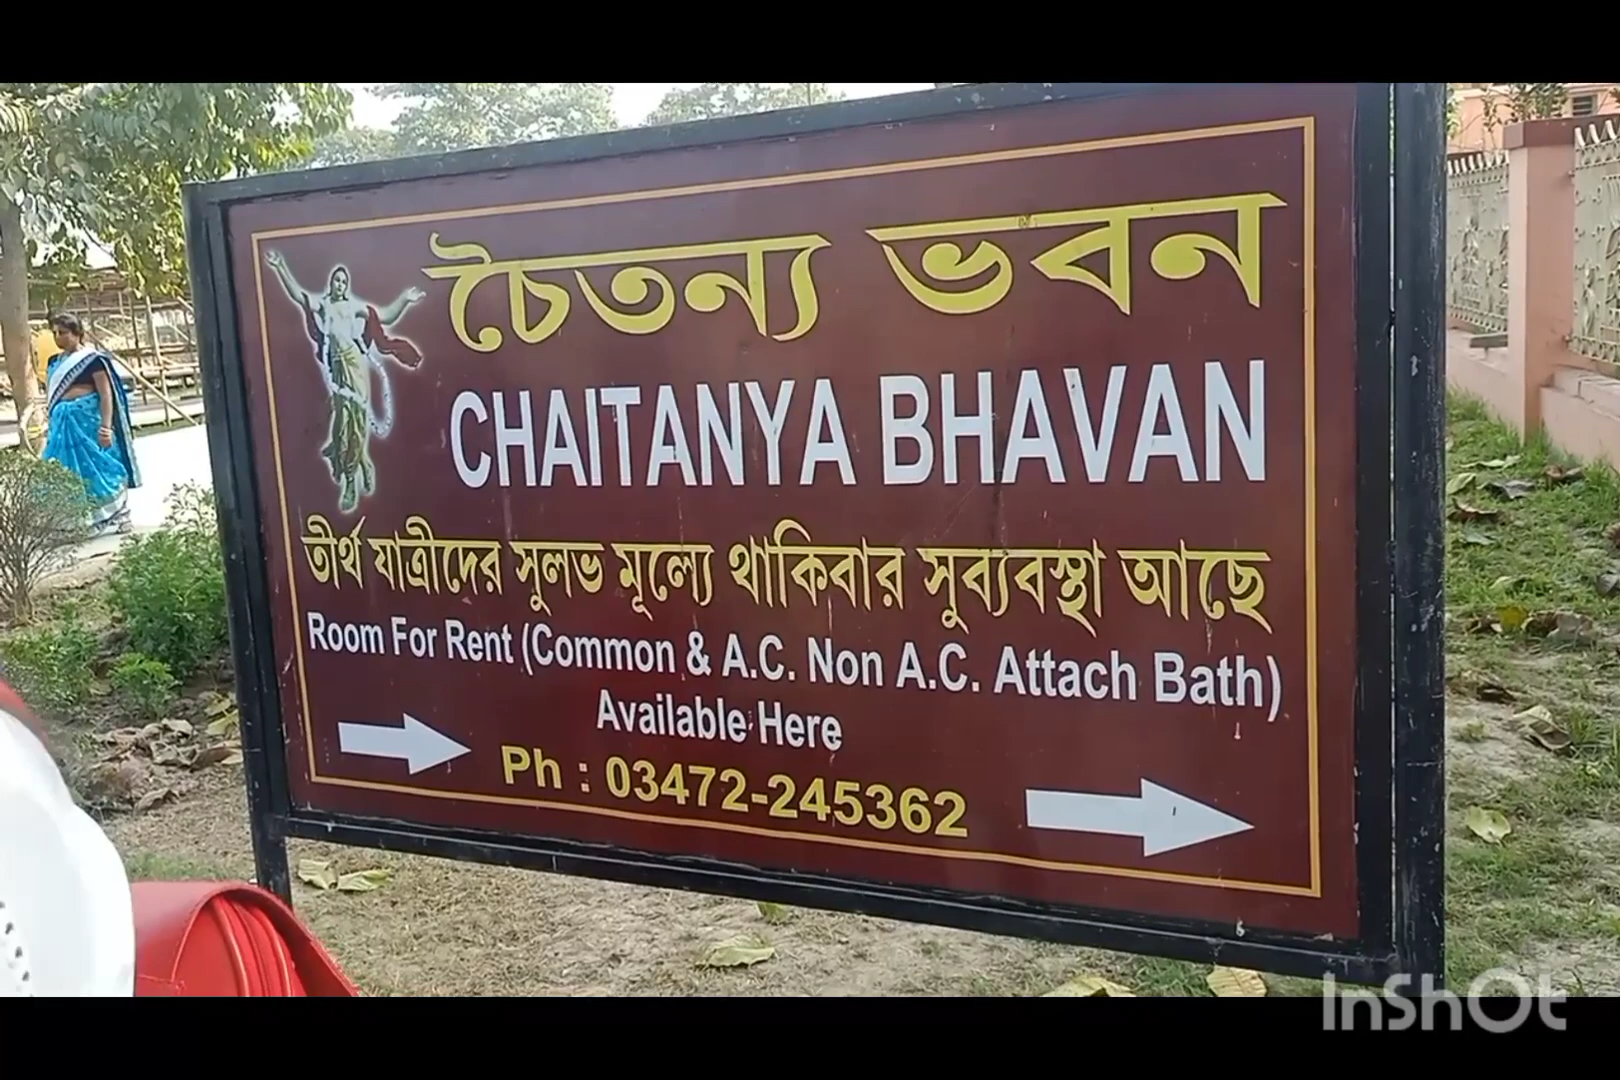 চৈতন্য ভবন
CHAITANYA BHAVAN
তীর্থ যাত্রীদের সুলভ মূল্যে থাকিবার সুব্যবস্থা আছে
Room For Rent (Common & A.C. Non A.C. Attach Bath)
Available Here
Ph : 03472-245362
InShOt